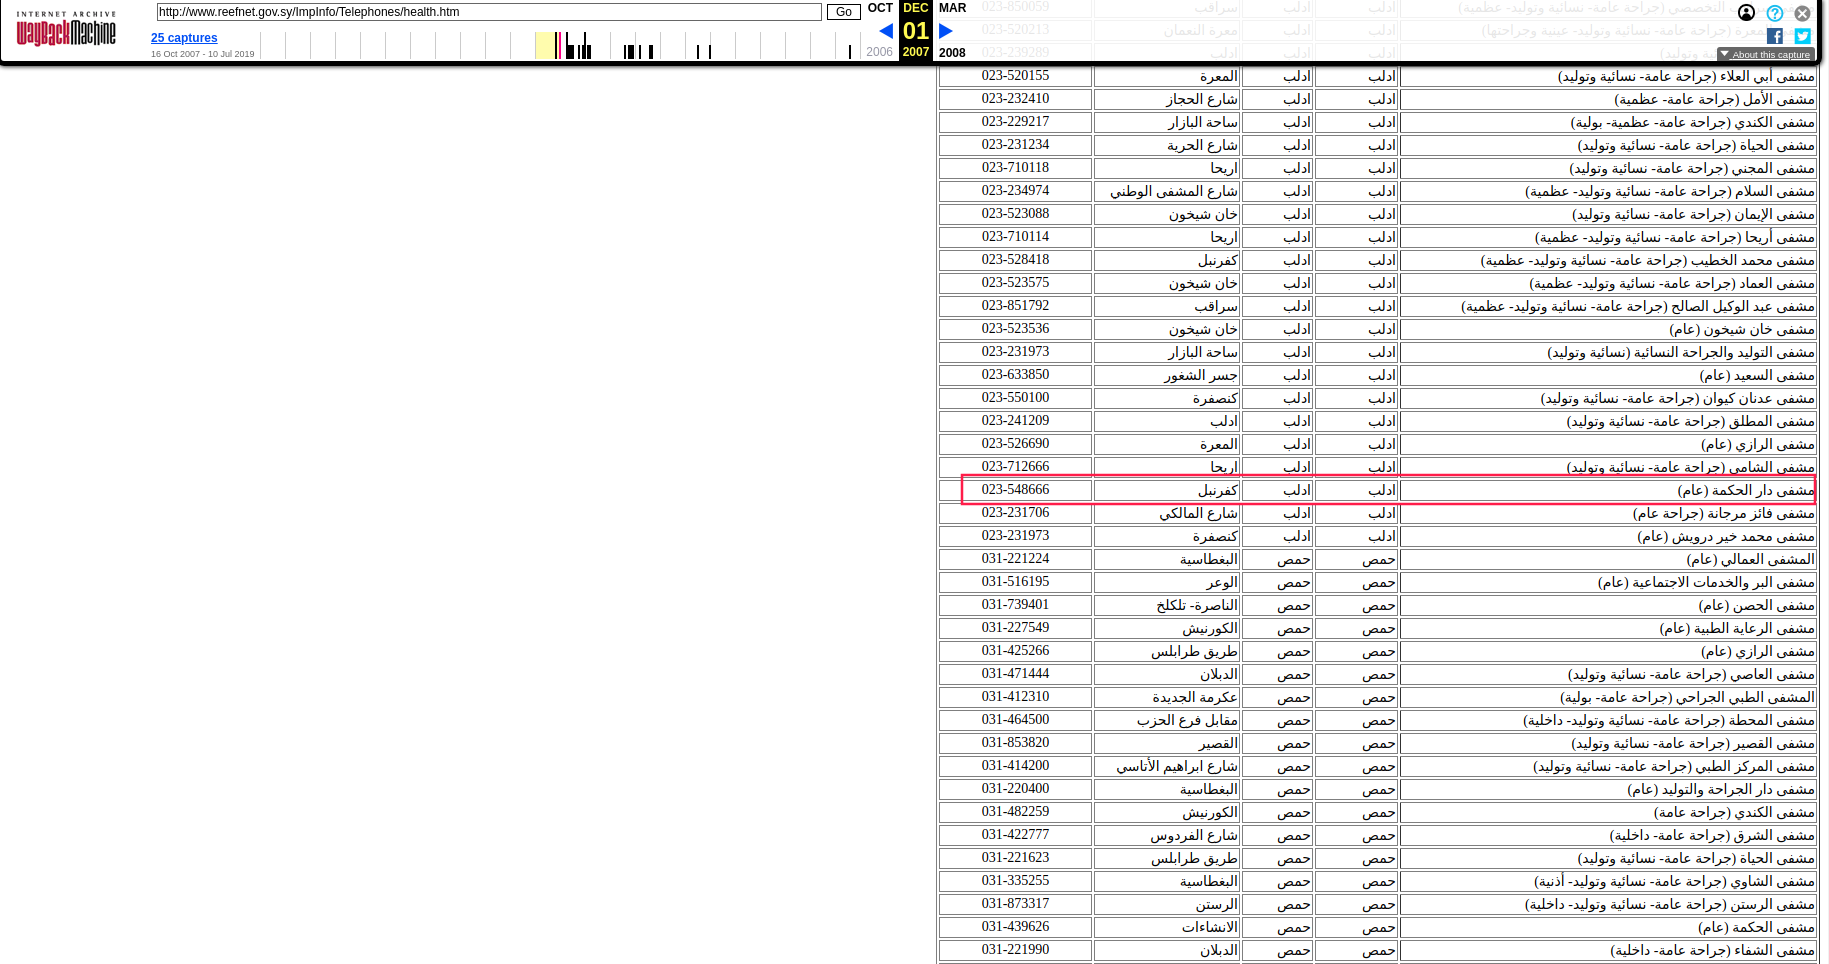 INTERNET ARCHIVE
WayBackMachine
http://www.reefnet.gov.sy/ImpInfo/Telephones/health.htm
Go
OCT DEC MAR
01
2006 2007 2008
25 captures
16 Oct 2007 - 10 Jul 2019
About this capture
023-850059 سراقب
023-520213 معرة النعمان
023-239289
مشفى أبي العلاء (جراحة عامة- نسائية وتوليد) ادلب ادلب المعرة 023-520155
مشفى الأمل (جراحة عامة- عظمية) ادلب ادلب شارع الحجاز 023-232410
مشفى الكندي (جراحة عامة- عظمية- بولية) ادلب ادلب ساحة البازار 023-229217
مشفى الحياة (جراحة عامة- نسائية وتوليد) ادلب ادلب شارع الحرية 023-231234
مشفى المجني (جراحة عامة- نسائية وتوليد) ادلب ادلب اريحا 023-710118
مشفى السلام (جراحة عامة- نسائية وتوليد- عظمية) ادلب ادلب شارع المشفى الوطني 023-234974
مشفى الإيمان (جراحة عامة- نسائية وتوليد) ادلب ادلب خان شيخون 023-523088
مشفى أريحا (جراحة عامة- نسائية وتوليد- عظمية) ادلب ادلب اريحا 023-710114
مشفى محمد الخطيب (جراحة عامة- نسائية وتوليد- عظمية) ادلب ادلب كفرنبل 023-528418
مشفى العماد (جراحة عامة- نسائية وتوليد- عظمية) ادلب ادلب خان شيخون 023-523575
مشفى عبد الوكيل الصالح (جراحة عامة- نسائية وتوليد- عظمية) ادلب ادلب سراقب 023-851792
مشفى خان شيخون (عام) ادلب ادلب خان شيخون 023-523536
مشفى التوليد والجراحة النسائية (نسائية وتوليد) ادلب ادلب ساحة البازار 023-231973
مشفى السعيد (عام) ادلب ادلب جسر الشغور 023-633850
مشفى عدنان كيوان (جراحة عامة- نسائية وتوليد) ادلب ادلب كنصفرة 023-550100
مشفى المطلق (جراحة عامة- نسائية وتوليد) ادلب ادلب ادلب 023-241209
مشفى الرازي (عام) ادلب ادلب المعرة 023-526690
مشفى الشامي (جراحة عامة- نسائية وتوليد) ادلب ادلب اريحا 023-712666
مشفى دار الحكمة (عام) ادلب ادلب كفرنبل 023-548666
مشفى فائز مرجانة (جراحة عام) ادلب ادلب شارع المالكي 023-231706
مشفى محمد خير درويش (عام) ادلب ادلب كنصفرة 023-231973
المشفى العمالي (عام) حمص حمص البغطاسية 031-221224
مشفى البر والخدمات الاجتماعية (عام) حمص حمص الوعر 031-516195
مشفى الحصن (عام) حمص حمص الناصرة- تلكلخ 031-739401
مشفى الرعاية الطبية (عام) حمص حمص الكورنيش 031-227549
مشفى الرازي (عام) حمص حمص طريق طرابلس 031-425266
مشفى العاصي (جراحة عامة- نسائية وتوليد) حمص حمص الدبلان 031-471444
المشفى الطبي الجراحي (جراحة عامة- بولية) حمص حمص عكرمة الجديدة 031-412310
مشفى المحطة (جراحة عامة- نسائية وتوليد- داخلية) حمص حمص مقابل فرع الحزب 031-464500
مشفى القصير (جراحة عامة- نسائية وتوليد) حمص حمص القصير 031-853820
مشفى المركز الطبي (جراحة عامة- نسائية وتوليد) حمص حمص شارع ابراهيم الأتاسي 031-414200
مشفى دار الجراحة والتوليد (عام) حمص حمص البغطاسية 031-220400
مشفى الكندي (جراحة عامة) حمص حمص الكورنيش 031-482259
مشفى الشرق (جراحة عامة- داخلية) حمص حمص شارع الفردوس 031-422777
مشفى الحياة (جراحة عامة- نسائية وتوليد) حمص حمص طريق طرابلس 031-221623
مشفى الشاوي (جراحة عامة- نسائية وتوليد- أذنية) حمص حمص البغطاسية 031-335255
مشفى الرستن (جراحة عامة- نسائية وتوليد- داخلية) حمص حمص الرستن 031-873317
مشفى الحكمة (عام) حمص حمص الانشاءات 031-439626
مشفى الشفاء (جراحة عامة- داخلية) حمص حمص الدبلان 031-221990